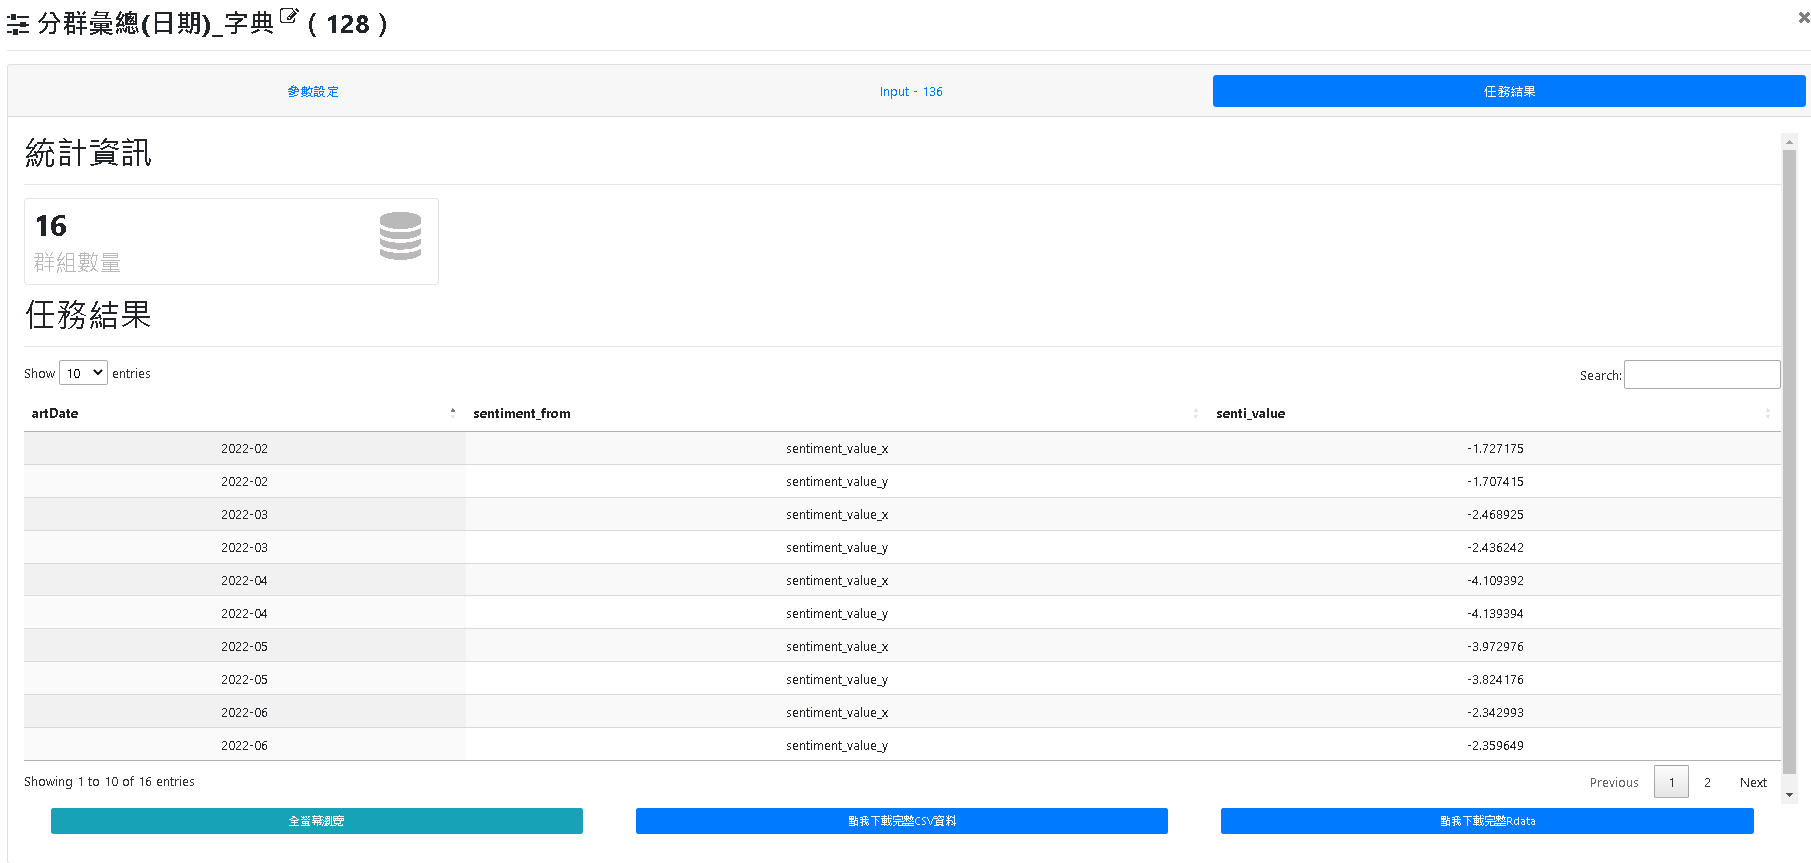 分群彙總(日期)_字典 ( 128 )
參數設定 Input - 136 任務結果
統計資訊
16
群組數量
任務結果
Show 10 entries Search:
artDate sentiment_from senti_value
2022-02 sentiment_value_x -1.727175
2022-02 sentiment_value_y -1.707415
2022-03 sentiment_value_x -2.468925
2022-03 sentiment_value_y -2.436242
2022-04 sentiment_value_x -4.109392
2022-04 sentiment_value_y -4.139394
2022-05 sentiment_value_x -3.972976
2022-05 sentiment_value_y -3.824176
2022-06 sentiment_value_x -2.342993
2022-06 sentiment_value_y -2.359649
Showing 1 to 10 of 16 entries Previous 1 2 Next
全螢幕瀏覽 點我下載完整CSV資料 點我下載完整Rdata